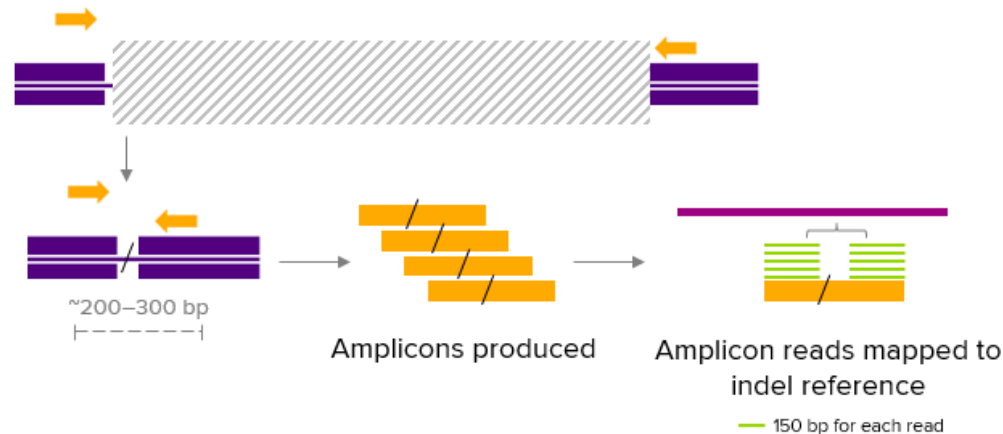 ~200–300 bp
Amplicons produced
Amplicon reads mapped to
indel reference
150 bp for each read